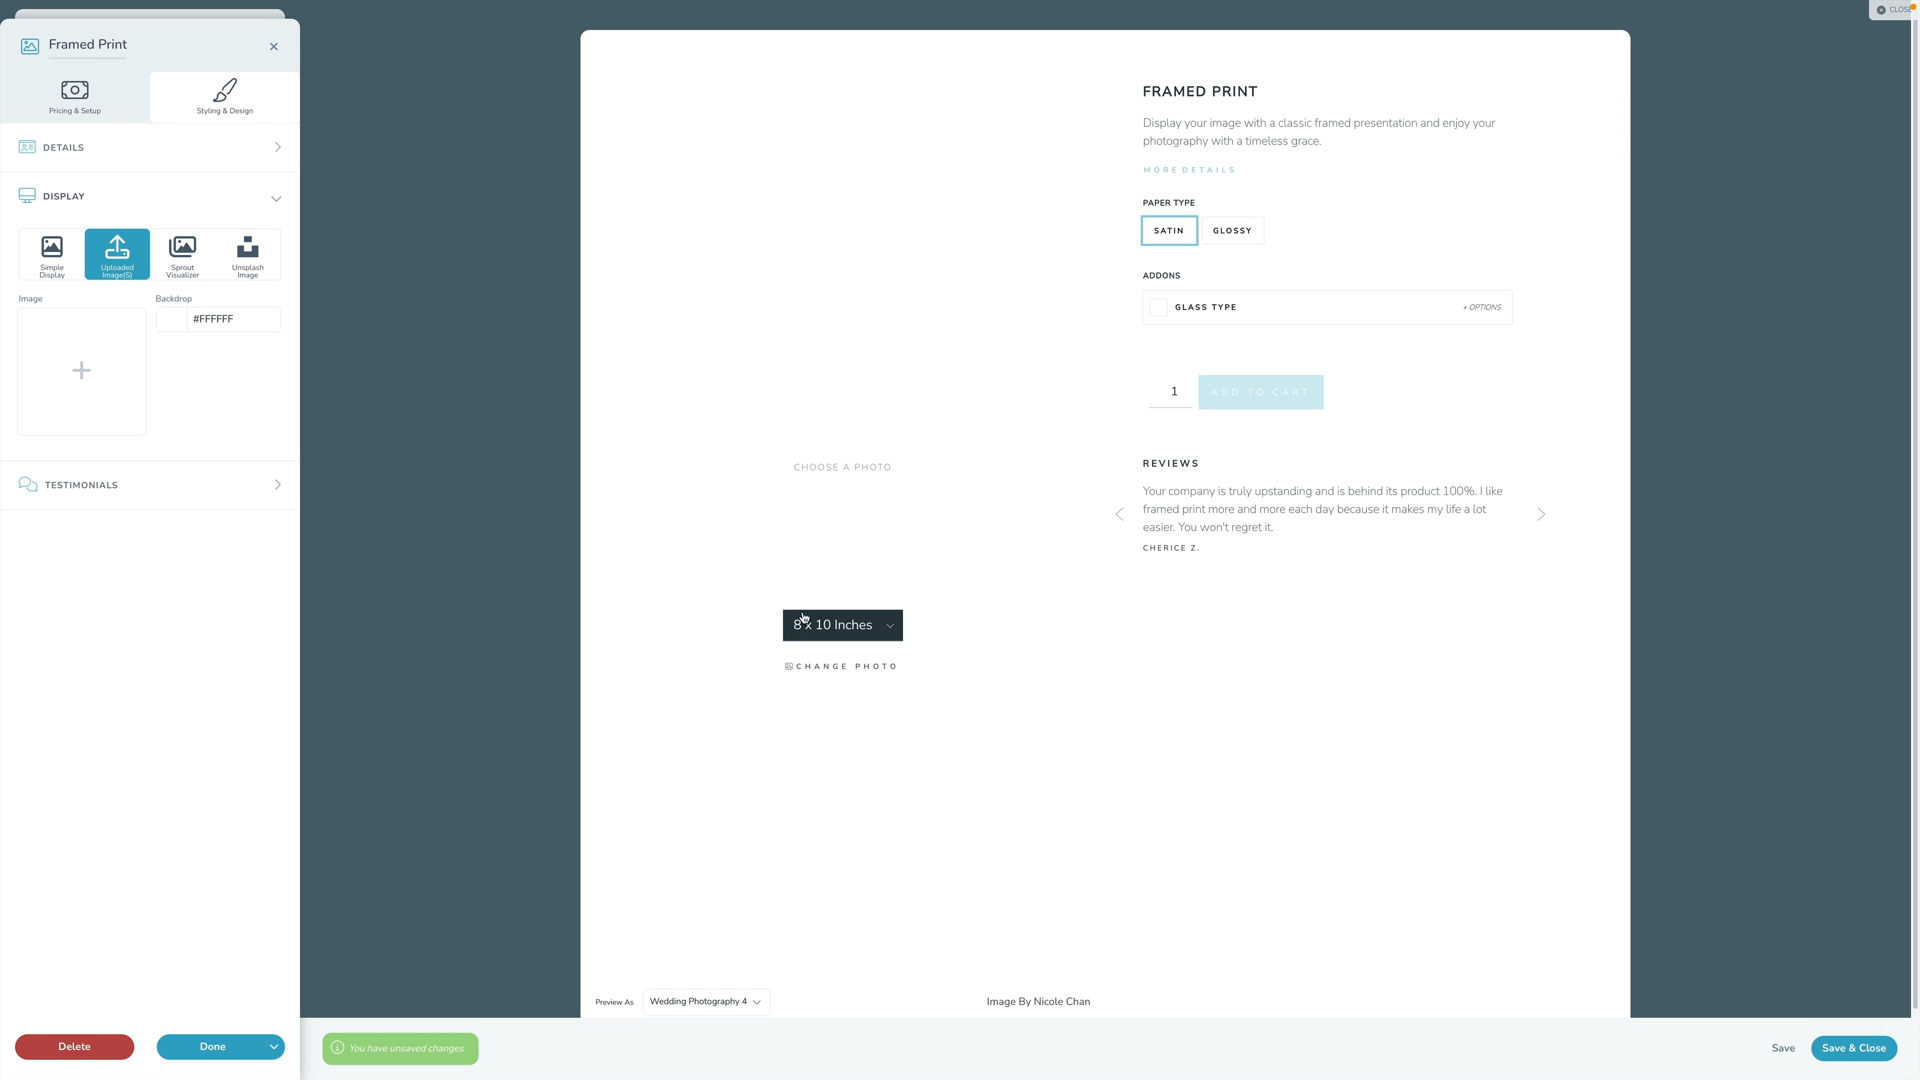 CLOSE
Framed Print
Pricing & Setup
Styling & Design
DETAILS
DISPLAY
Simple
Display
Uploaded
Image(S)
Sprout
Visualizer
Unsplash
Image
Image
Backdrop
#FFFFFF
TESTIMONIALS
Delete
Done
FRAMED PRINT
Display your image with a classic framed presentation and enjoy your
photography with a timeless grace.
MORE DETAILS
PAPER TYPE
SATIN
GLOSSY
ADDONS
GLASS TYPE
+ OPTIONS
1
ADD TO CART
CHOOSE A PHOTO
REVIEWS
Your company is truly upstanding and is behind its product 100%. I like
framed print more and more each day because it makes my life a lot
easier. You won't regret it.
CHERICE Z.
8 x 10 Inches
CHANGE PHOTO
Preview As
Wedding Photography 4
Image By Nicole Chan
You have unsaved changes
Save
Save & Close